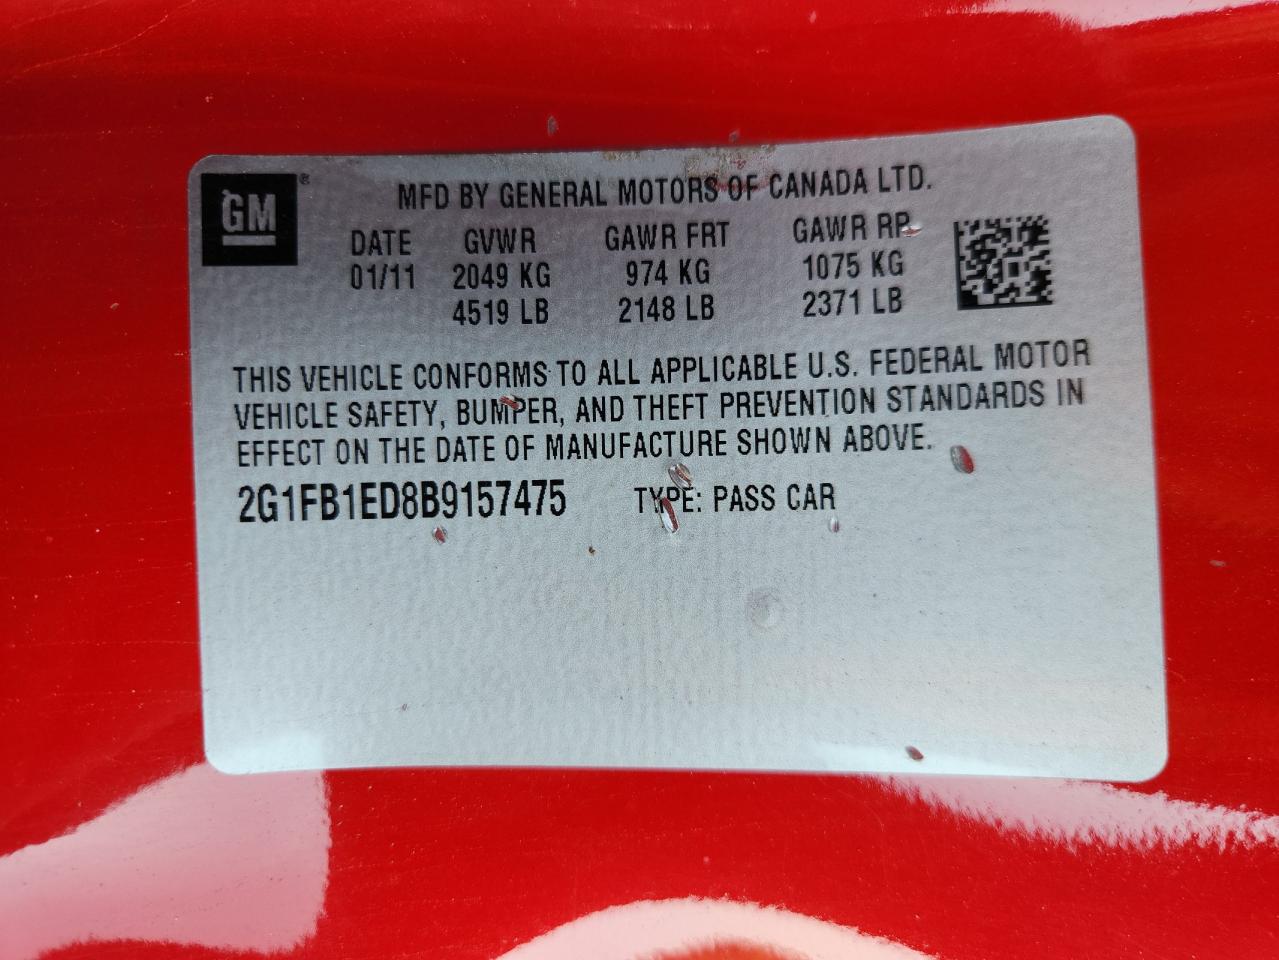 GM®
MFD BY GENERAL MOTORS OF CANADA LTD.
DATE GVWR GAWR FRT GAWR RR
01/11 2049 KG 974 KG 1075 KG
4519 LB 2148 LB 2371 LB
THIS VEHICLE CONFORMS TO ALL APPLICABLE U.S. FEDERAL MOTOR
VEHICLE SAFETY, BUMPER, AND THEFT PREVENTION STANDARDS IN
EFFECT ON THE DATE OF MANUFACTURE SHOWN ABOVE.
2G1FB1ED8B9157475 TYPE: PASS CAR